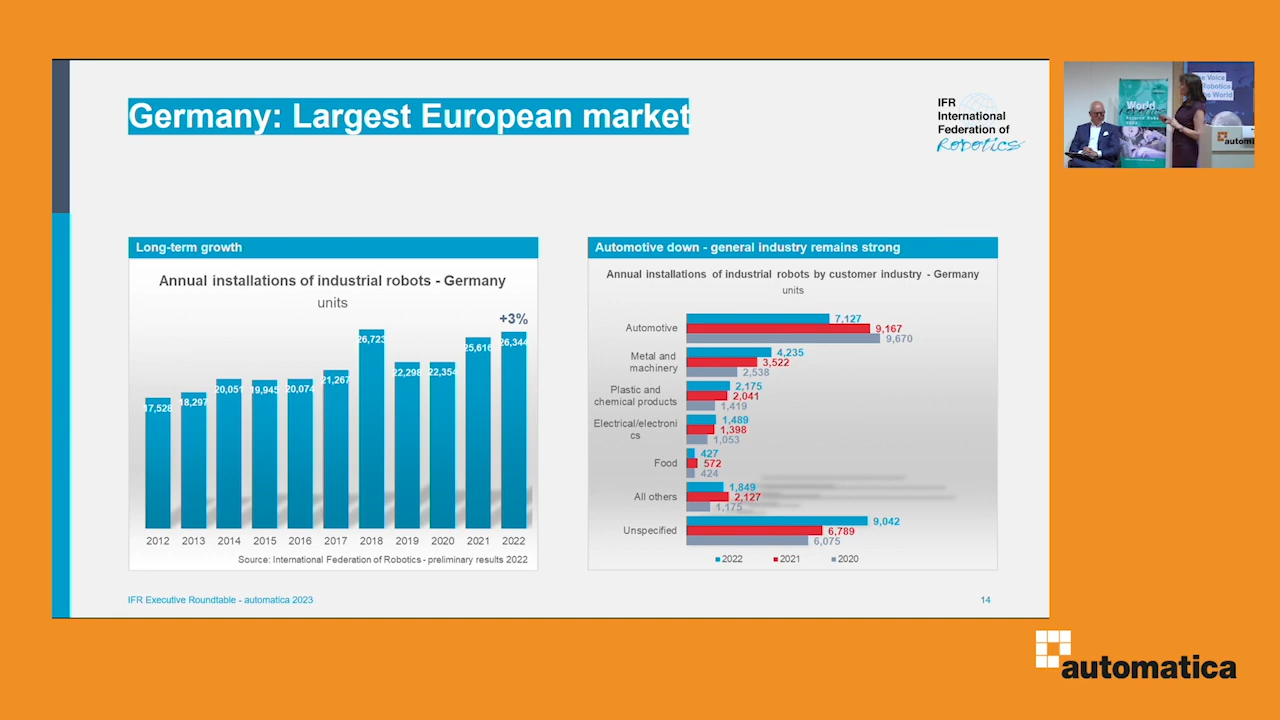 Germany: Largest European market
IFR
International
Federation of
Robotics
Long-term growth
Annual installations of industrial robots - Germany
units
+3%
17,528
18,297
20,051
19,945
20,074
21,267
26,723
22,298
22,354
25,616
26,344
2012 2013 2014 2015 2016 2017 2018 2019 2020 2021 2022
Source: International Federation of Robotics - preliminary results 2022
Automotive down - general industry remains strong
Annual installations of industrial robots by customer industry - Germany
units
Automotive
7,127
9,167
9,670
Metal and
machinery
4,235
3,522
2,538
Plastic and
chemical products
2,175
2,041
1,419
Electrical/electroni
cs
1,489
1,398
1,053
Food
427
572
424
All others
1,849
2,127
1,175
Unspecified
9,042
6,789
6,075
2022 2021 2020
IFR Executive Roundtable - automatica 2023
14
World
Robotics
Voice
Robotics
World
automatica